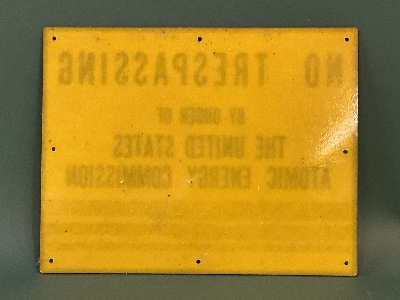 NO TRESPASSING
BY ORDER OF
THE UNITED STATES
ATOMIC ENERGY COMMISSION